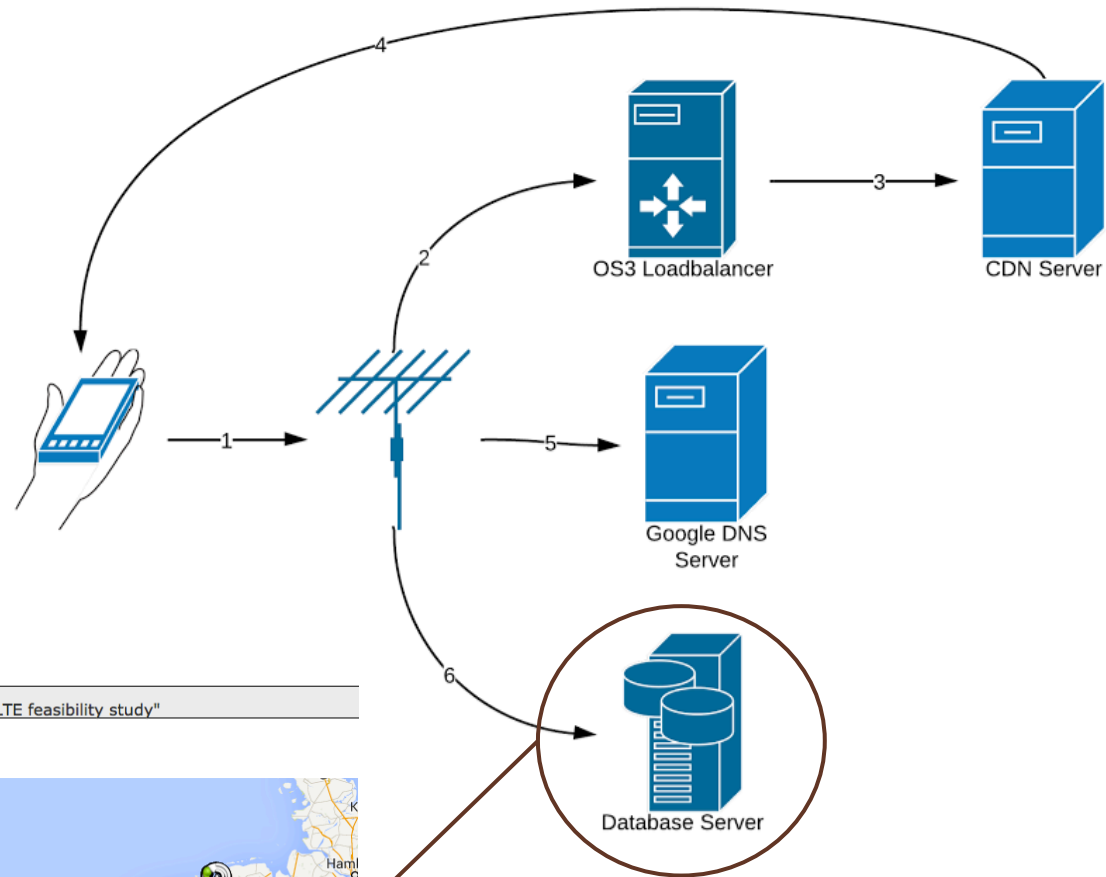 4
2
3
OS3 Loadbalancer
CDN Server
1
5
Google DNS
Server
6
LTE feasibility study"
Database Server